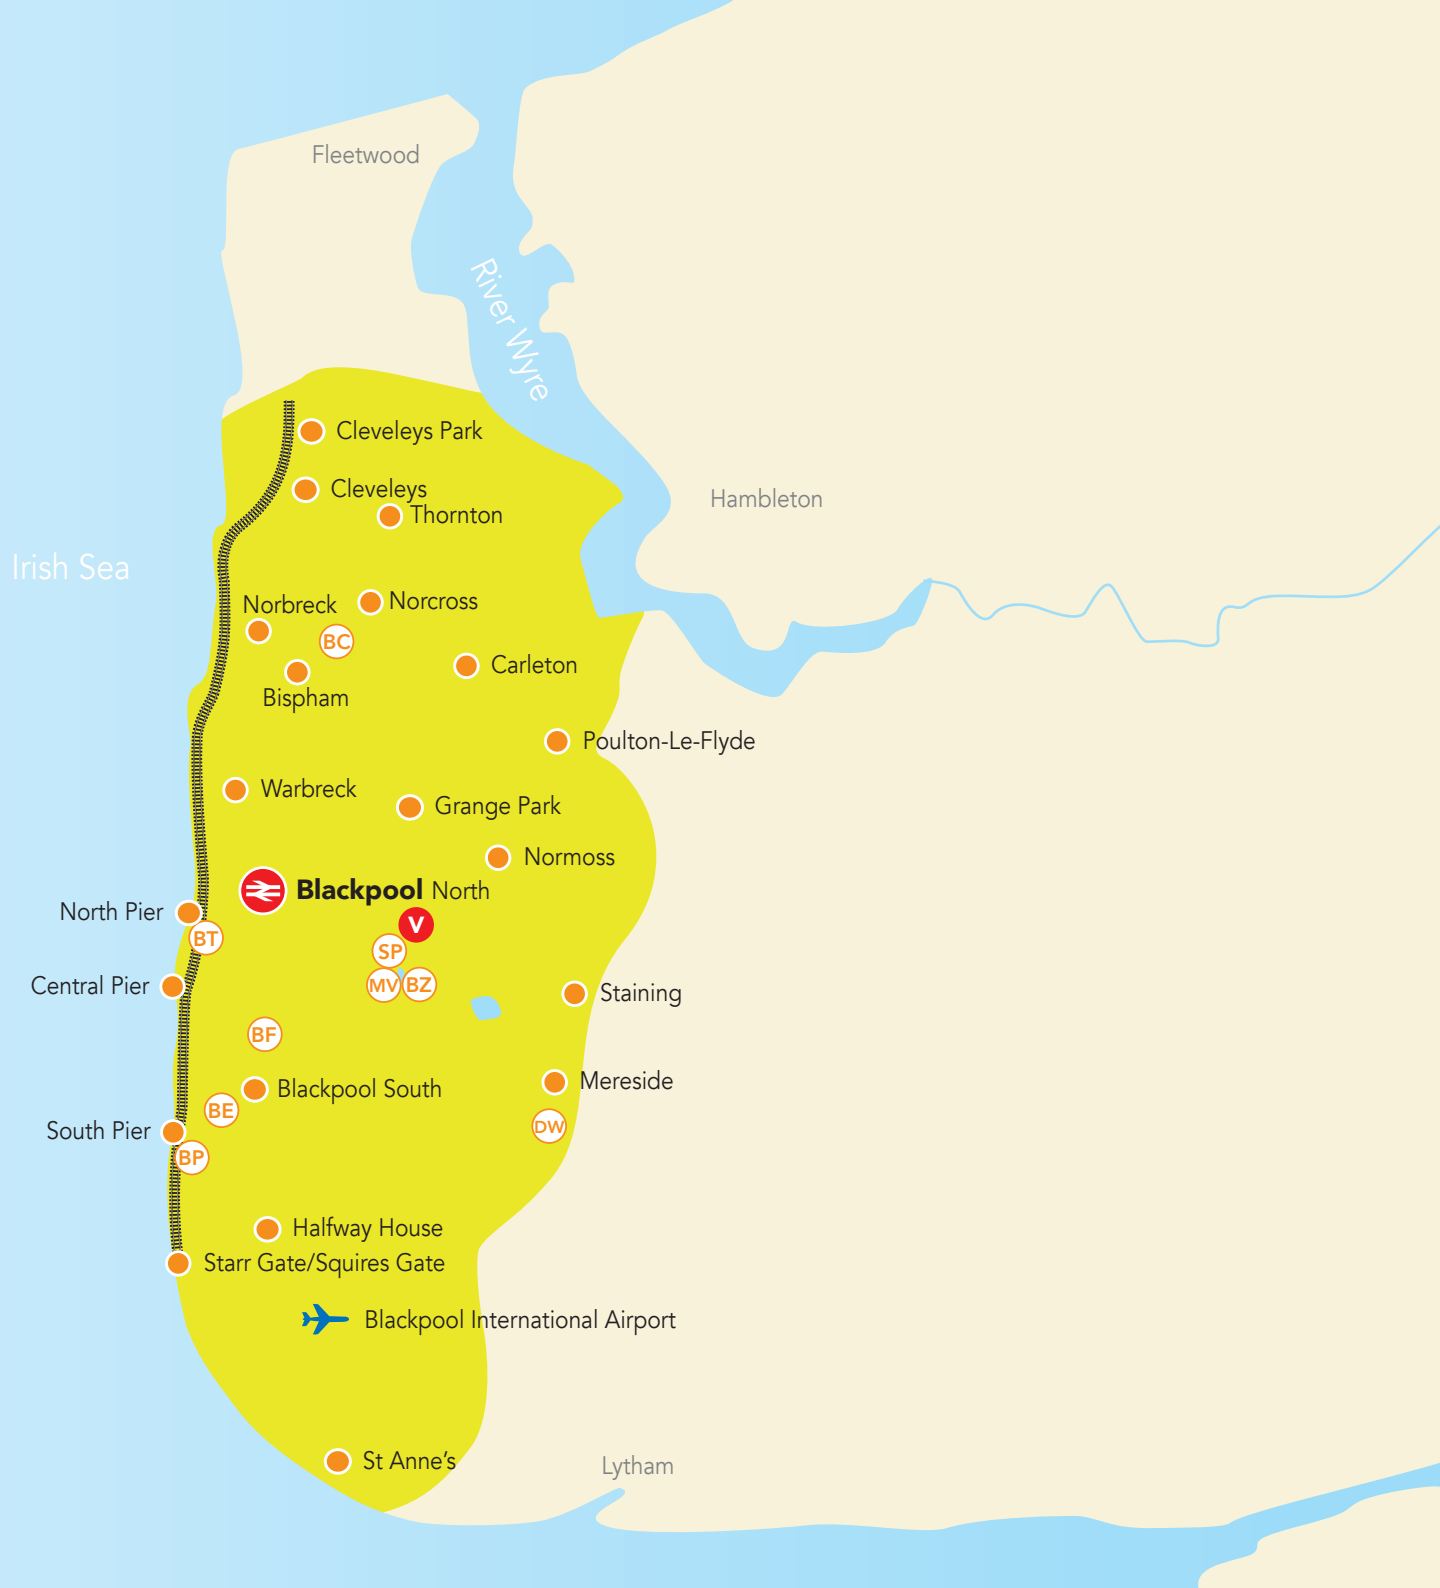 Fleetwood
River Wyre
Cleveleys Park
Cleveleys
Hambleton
Thornton
Irish Sea
Norbreck
Norcross
BC
Carleton
Bispham
Poulton-Le-Flyde
Warbreck
Grange Park
Normoss
Blackpool North
North Pier
V
BT
SP
Central Pier
MV
BZ
Staining
BF
Mereside
Blackpool South
BE
DW
South Pier
BP
Halfway House
Starr Gate/Squires Gate
Blackpool International Airport
St Anne's
Lytham